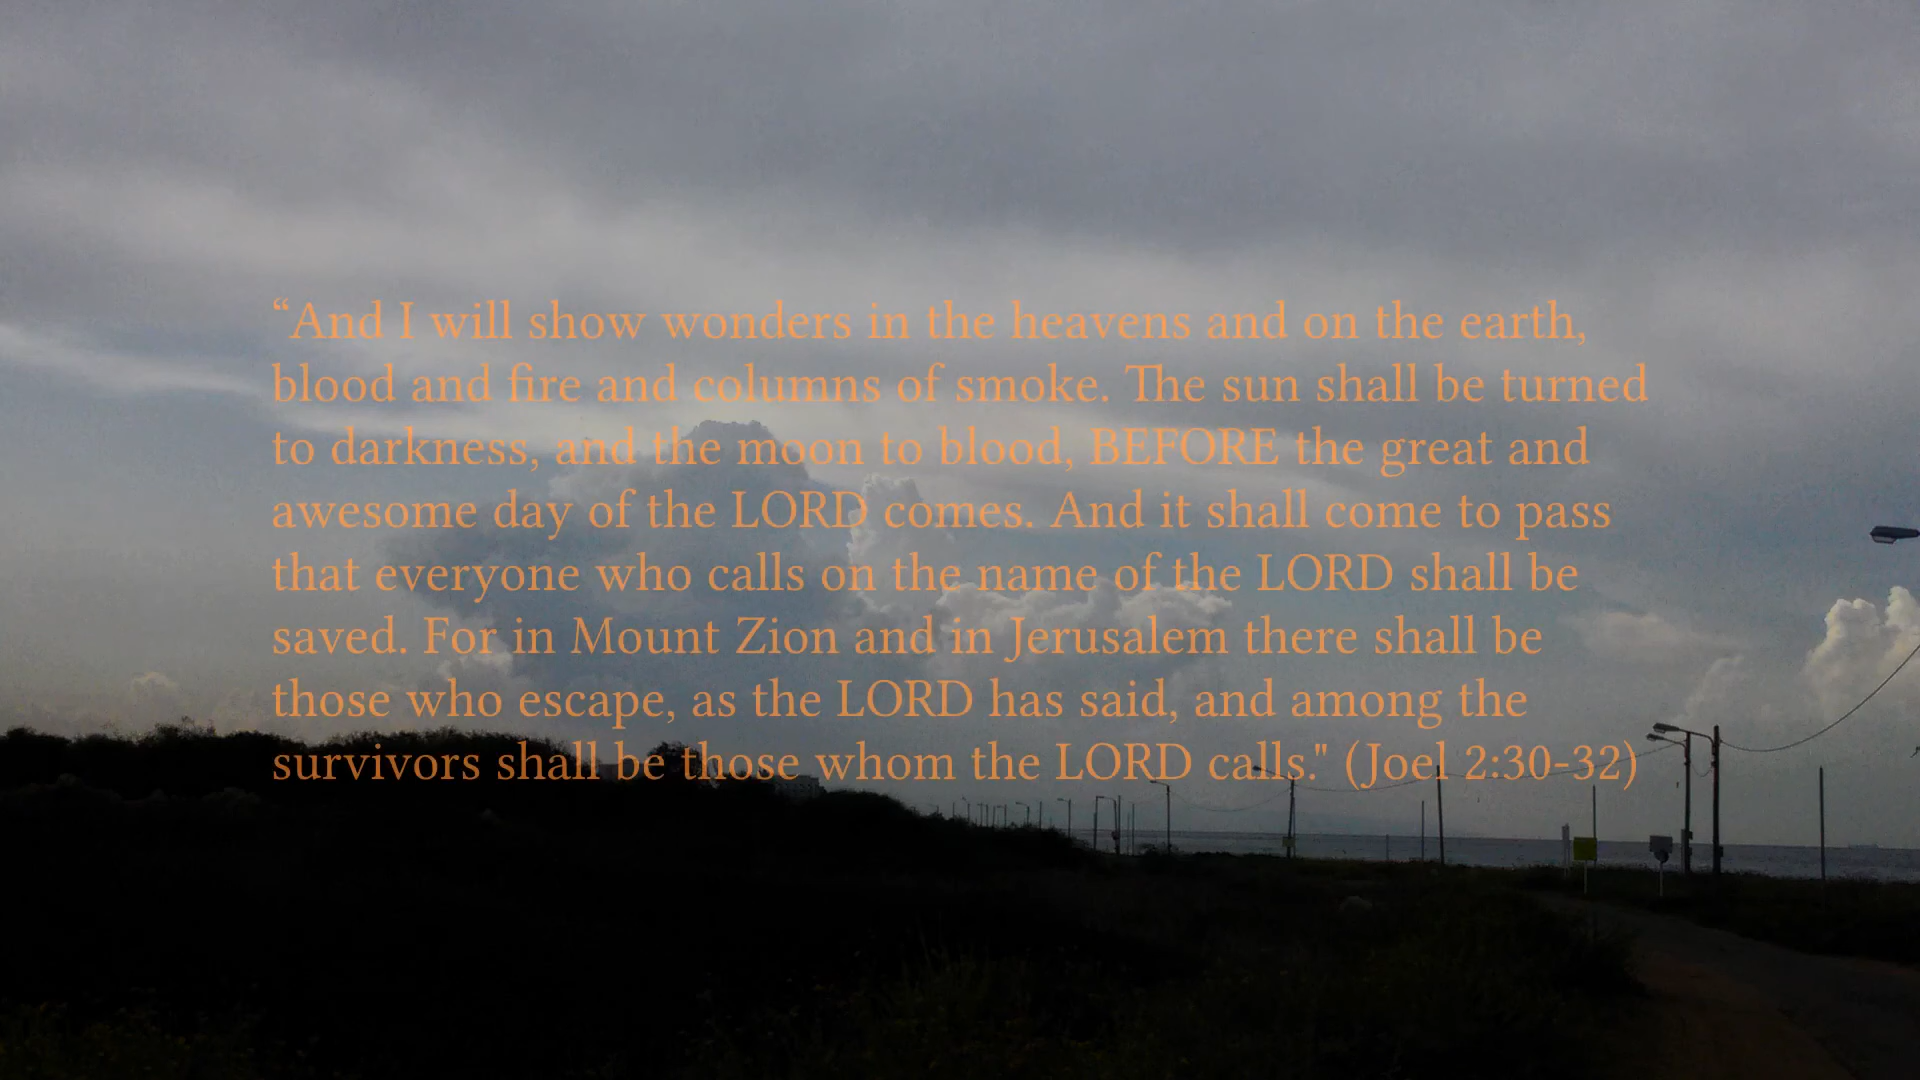 “And I will show wonders in the heavens and on the earth,
blood and fire and columns of smoke. The sun shall be turned
to darkness, and the moon to blood, BEFORE the great and
awesome day of the LORD comes. And it shall come to pass
that everyone who calls on the name of the LORD shall be
saved. For in Mount Zion and in Jerusalem there shall be
those who escape, as the LORD has said, and among the
survivors shall be those whom the LORD calls." (Joel 2:30-32)